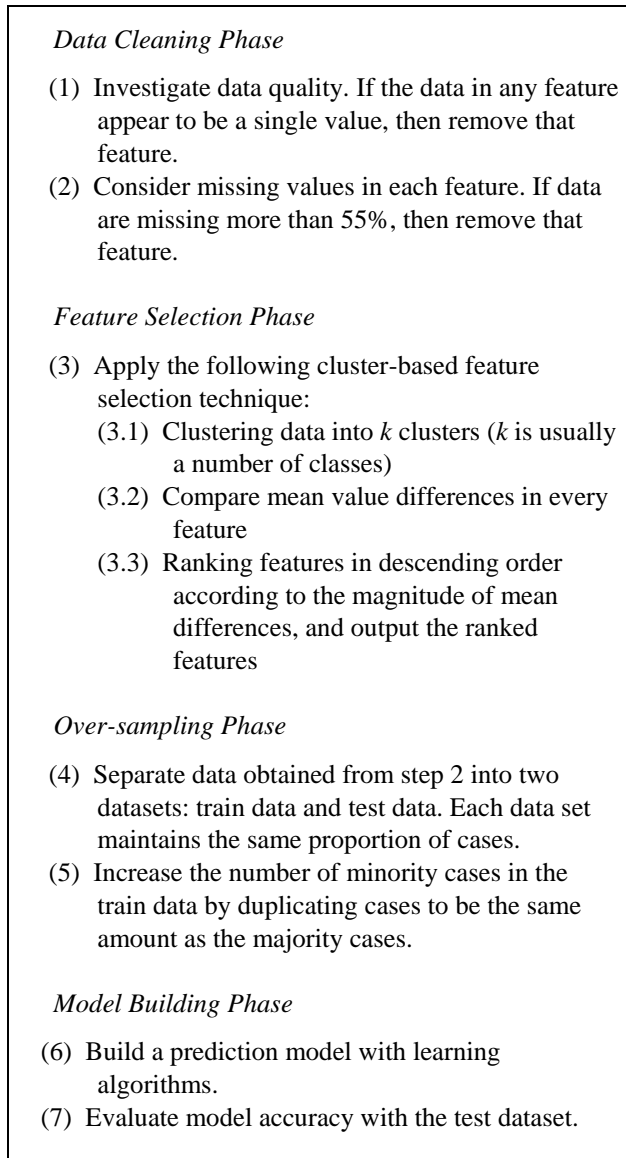 Data Cleaning Phase
(1) Investigate data quality. If the data in any feature
appear to be a single value, then remove that
feature.
(2) Consider missing values in each feature. If data
are missing more than 55%, then remove that
feature.
Feature Selection Phase
(3) Apply the following cluster-based feature
selection technique:
(3.1) Clustering data into k clusters (k is usually
a number of classes)
(3.2) Compare mean value differences in every
feature
(3.3) Ranking features in descending order
according to the magnitude of mean
differences, and output the ranked
features
Over-sampling Phase
(4) Separate data obtained from step 2 into two
datasets: train data and test data. Each data set
maintains the same proportion of cases.
(5) Increase the number of minority cases in the
train data by duplicating cases to be the same
amount as the majority cases.
Model Building Phase
(6) Build a prediction model with learning
algorithms.
(7) Evaluate model accuracy with the test dataset.